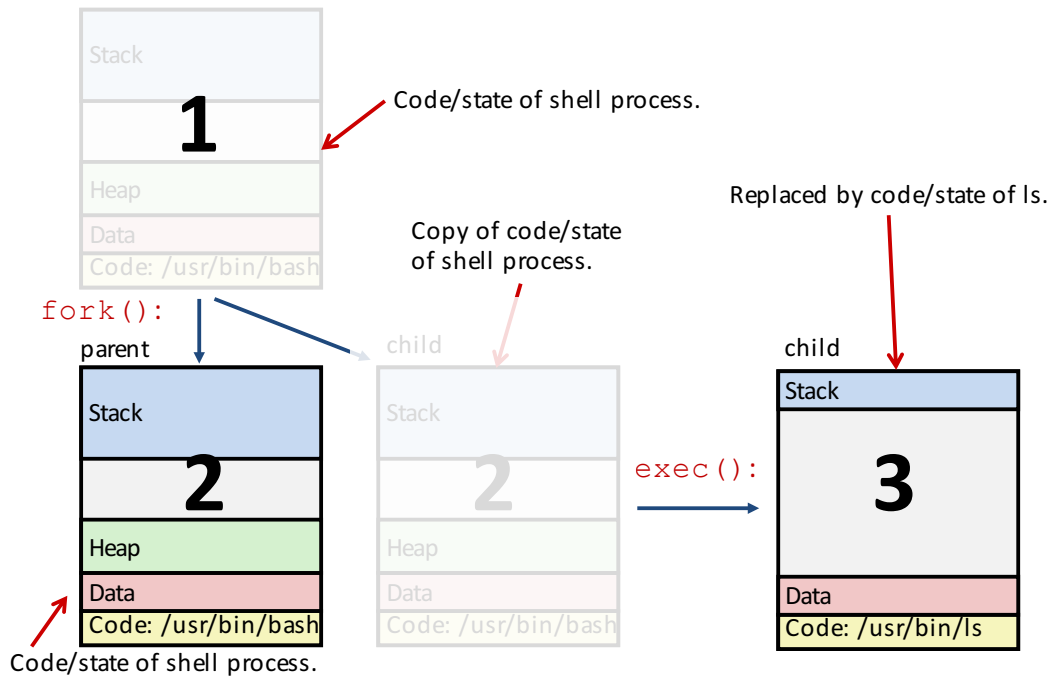 Stack
1
Heap
Data
Code: /usr/bin/bash
Code/state of shell process.
Replaced by code/state of ls.
Copy of code/state
of shell process.
fork():
parent
child
child
Stack
2
Heap
Data
Code: /usr/bin/bash
Code/state of shell process.
Stack
2
Heap
Data
Code: /usr/bin/bash
exec():
Stack
3
Data
Code: /usr/bin/ls